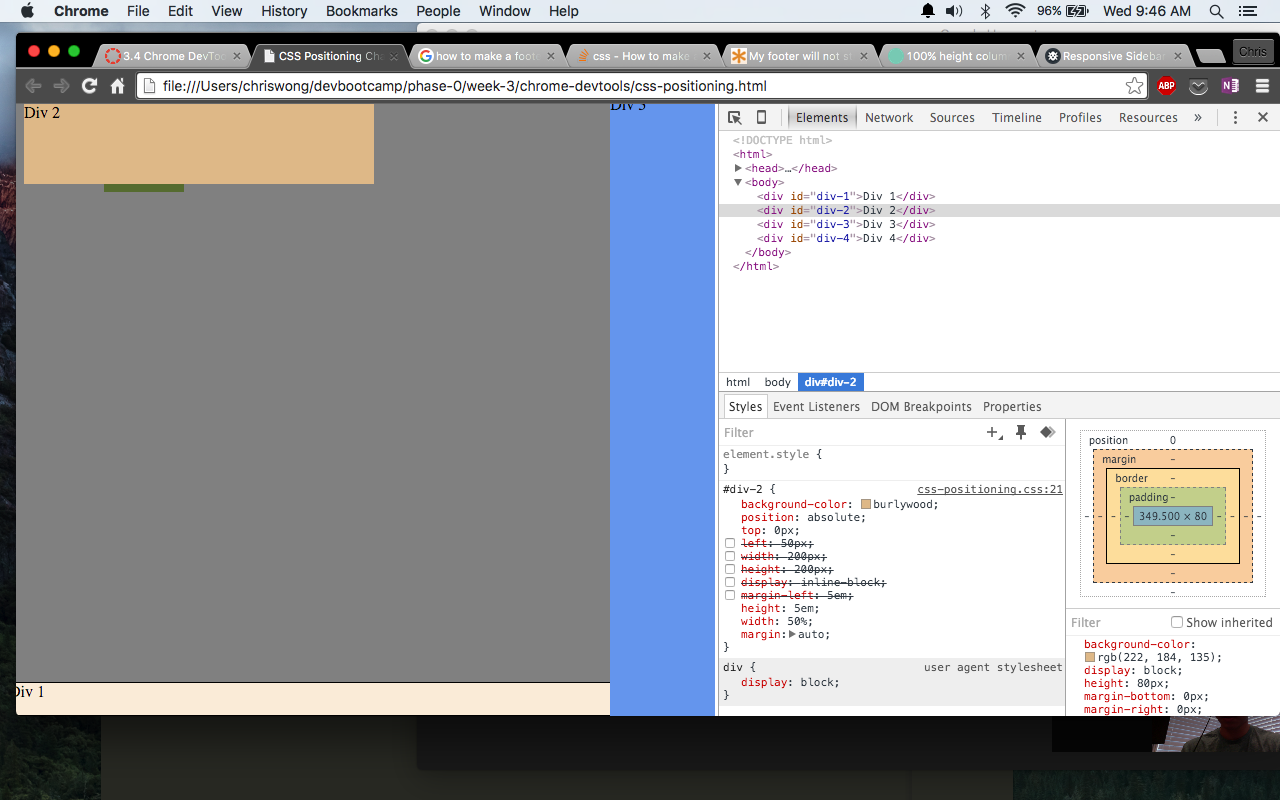 Chrome File Edit View History Bookmarks People Window Help 96% Wed 9:46 AM
3.4 Chrome DevToo × CSS Positioning Cha × how to make a foote × css - How to make × My footer will not s × 100% height colum × Responsive Sideba × Chris
file:///Users/chriswong/devbootcamp/phase-0/week-3/chrome-devtools/css-positioning.html ABP N
Div 2
Div 3
Div 1
Elements Network Sources Timeline Profiles Resources »
<!DOCTYPE html>
<html>
<head>…</head>
<body>
<div id="div-1">Div 1</div>
<div id="div-2">Div 2</div>
<div id="div-3">Div 3</div>
<div id="div-4">Div 4</div>
</body>
</html>
html body div#div-2
Styles Event Listeners DOM Breakpoints Properties
Filter
element.style {
}
#div-2 { css-positioning.css:21
background-color: burlywood;
position: absolute;
top: 0px;
left: 50px;
width: 200px;
height: 200px;
display: inline-block;
margin-left: 5em;
height: 5em;
width: 50%;
margin: auto;
}
div { user agent stylesheet
display: block;
}
position 0
margin -
border -
padding -
- - - 349.500 × 80 - - -
-
-
-
-
Filter Show inherited
background-color:
rgb(222, 184, 135);
display: block;
height: 80px;
margin-bottom: 0px;
margin-right: 0px;